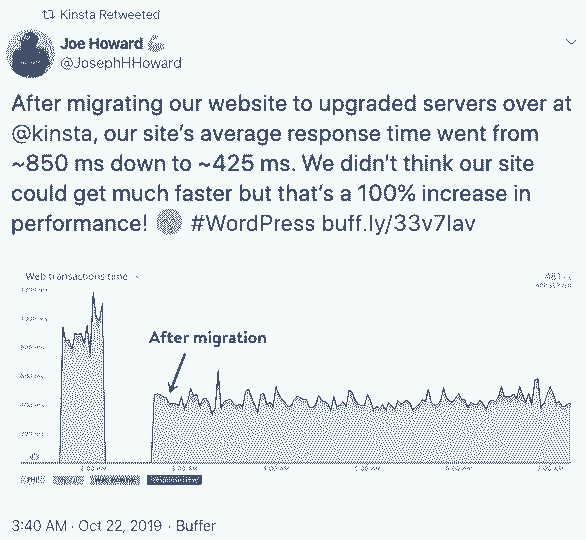 Kinsta Retweeted
Joe Howard
@JosephHHoward
After migrating our website to upgraded servers over at
@kinsta, our site's average response time went from
~850 ms down to ~425 ms. We didn't think our site
could get much faster but that's a 100% increase in
performance! #WordPress buff.ly/33v7lav
Web transactions time
After migration
3:40 AM · Oct 22, 2019 · Buffer